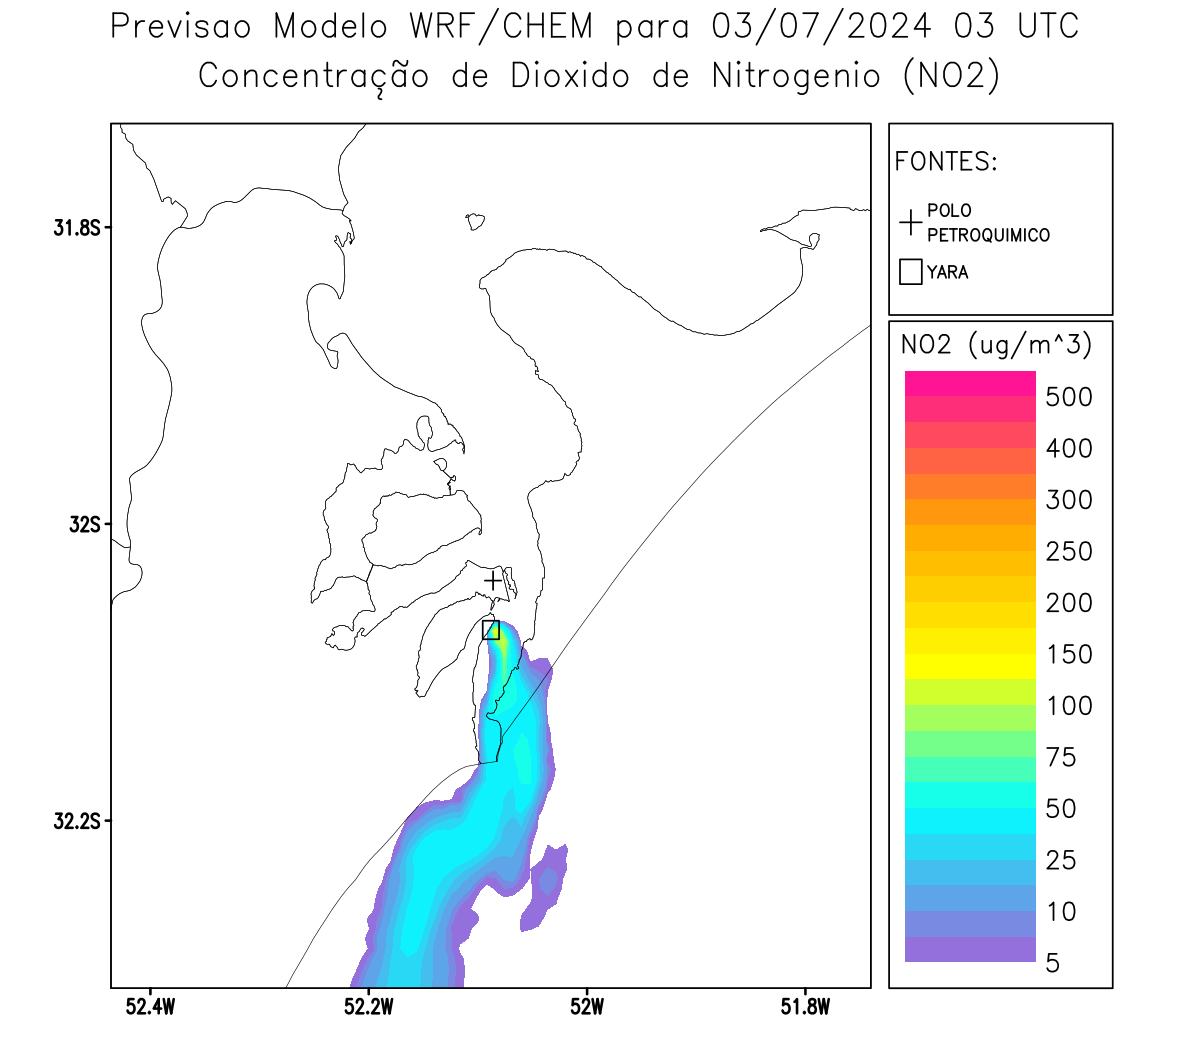 Previsao Modelo WRF/CHEM para 03/07/2024 03 UTC
Concentração de Dioxido de Nitrogenio (NO2)
FONTES:
POLO
PETROQUIMICO
YARA
NO2 (ug/m^3)
500
400
300
250
200
150
100
75
50
25
10
5
31.8S
32S
32.2S
52.4W
52.2W
52W
51.8W